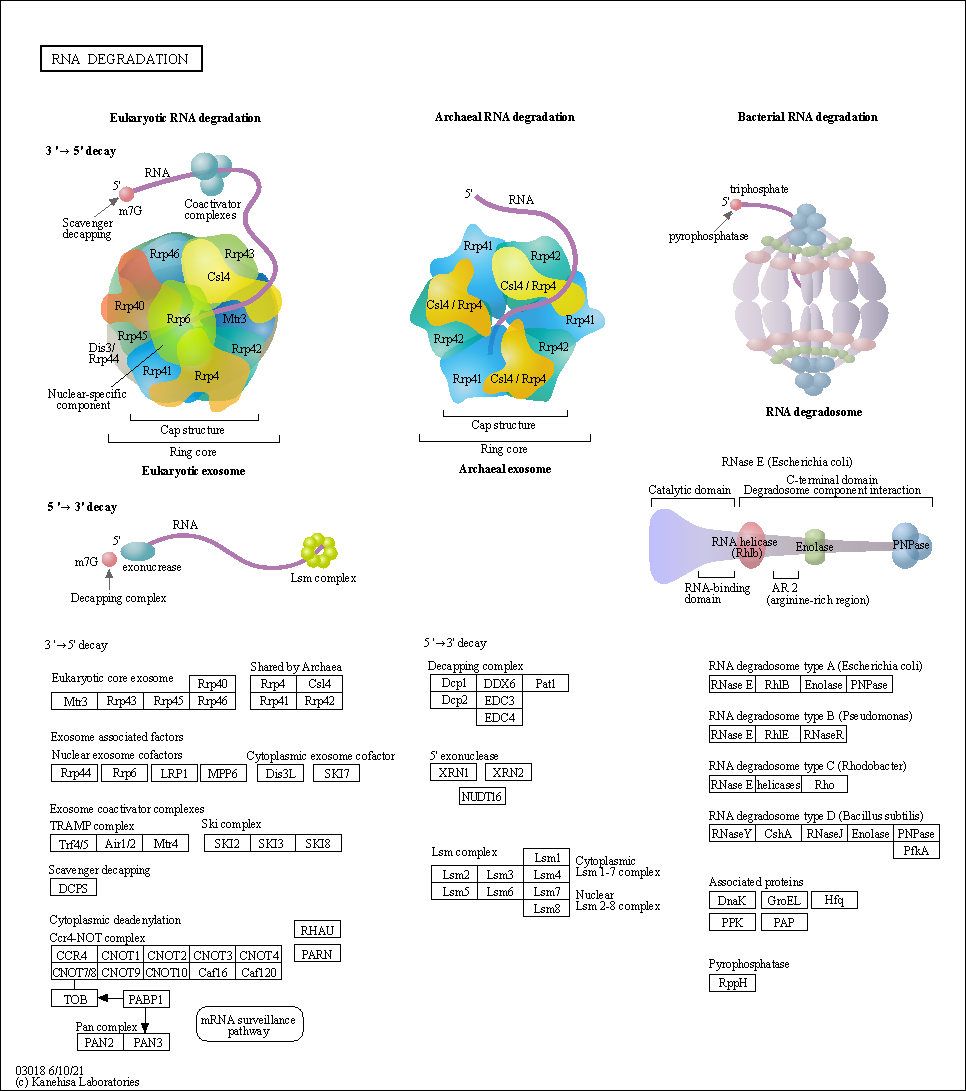 RNA DEGRADATION
Eukaryotic RNA degradation
3 '→ 5' decay
5'
RNA
m7G
Scavenger
decapping
Coactivator
complexes
Rrp46
Rrp43
Csl4
Rrp40
Rrp6
Mtr3
Rrp45
Dis3/
Rrp44
Rrp42
Rrp41
Rrp4
Nuclear-specific
component
Cap structure
Ring core
Eukaryotic exosome
Archaeal RNA degradation
5'
RNA
Rrp41
Rrp42
Csl4 / Rrp4
Csl4 / Rrp4
Rrp41
Rrp42
Rrp42
Rrp41
Csl4 / Rrp4
Cap structure
Ring core
Archaeal exosome
Bacterial RNA degradation
triphosphate
5'
pyrophosphatase
RNA degradosome
5 '→ 3' decay
RNA
5'
m7G
exonucrease
Lsm complex
Decapping complex
RNase E (Escherichia coli)
C-terminal domain
Catalytic domain
Degradosome component interaction
RNA helicase
(Rhlb)
Enolase
PNPase
RNA-binding
domain
AR 2
(arginine-rich region)
3 '→5' decay
Eukaryotic core exosome
Rrp40
Mtr3 Rrp43 Rrp45 Rrp46
Shared by Archaea
Rrp4 Csl4
Rrp41 Rrp42
Exosome associated factors
Nuclear exosome cofactors
Rrp44 Rrp6 LRP1 MPP6
Cytoplasmic exosome cofactor
Dis3L SKI7
Exosome coactivator complexes
TRAMP complex
Trf4/5 Air1/2 Mtr4
Ski complex
SKI2 SKI3 SKI8
Scavenger decapping
DCPS
Cytoplasmic deadenylation
Ccr4-NOT complex
CCR4 CNOT1 CNOT2 CNOT3 CNOT4
CNOT7/8 CNOT9 CNOT10 Caf16 Caf120
RHAU
PARN
TOB PABP1
Pan complex
PAN2 PAN3
mRNA surveillance
pathway
5 '→3' decay
Decapping complex
Dcp1 DDX6 Pat1
Dcp2 EDC3
EDC4
5' exonuclease
XRN1 XRN2
NUDT16
Lsm complex
Lsm1
Lsm2 Lsm3 Lsm4
Lsm5 Lsm6 Lsm7
Lsm8
Cytoplasmic
Lsm 1-7 complex
Nuclear
Lsm 2-8 complex
RNA degradosome type A (Escherichia coli)
RNase E RhlB Enolase PNPase
RNA degradosome type B (Pseudomonas)
RNase E RhlE RNaseR
RNA degradosome type C (Rhodobacter)
RNase E helicases Rho
RNA degradosome type D (Bacillus subtilis)
RNaseY CshA RNaseJ Enolase PNPase
PfkA
Associated proteins
DnaK GroEL Hfq
PPK PAP
Pyrophosphatase
RppH
03018 6/10/21
(c) Kanehisa Laboratories